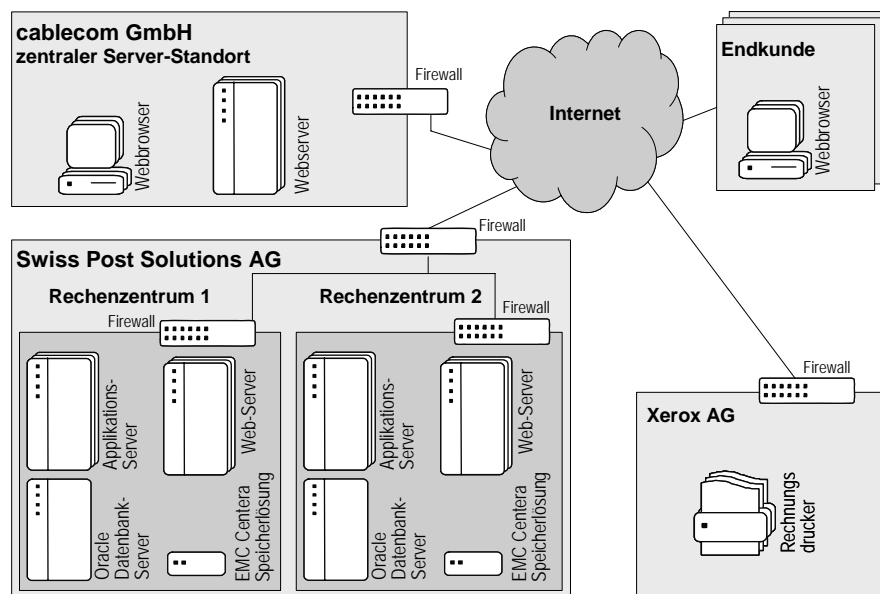 cablecom GmbH
zentraler Server-Standort
Firewall
Webbrowser
Webserver
Internet
Endkunde
Webbrowser
Firewall
Swiss Post Solutions AG
Rechenzentrum 1
Firewall
Applikations-
Server
Web-Server
Oracle
Datenbank-
Server
EMC Centera
Speicherlösung
Rechenzentrum 2
Firewall
Applikations-
Server
Web-Server
Oracle
Datenbank-
Server
EMC Centera
Speicherlösung
Firewall
Xerox AG
Rechnungs
drucker